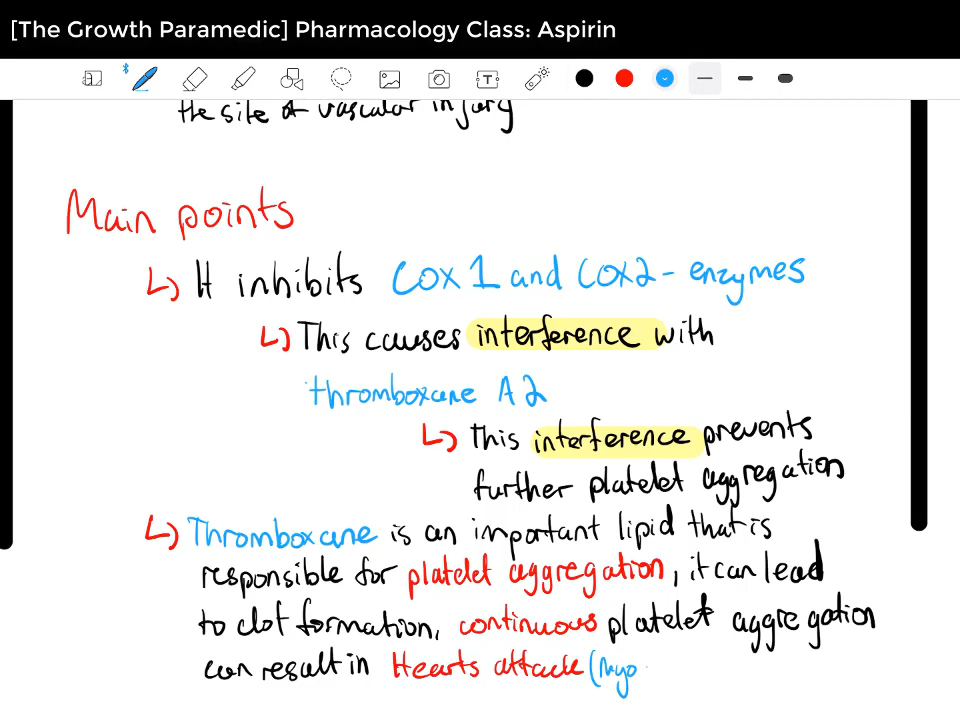 [The Growth Paramedic] Pharmacology Class: Aspirin
the site of vascular injury
Main points
It inhibits Cox 1 and Cox2 - enzymes
This causes interference with
thromboxane A2
This interference prevents
further platelet aggregation
Thromboxane is an important lipid that is
responsible for platelet aggregation, it can lead
to clot formation, continuous platelet aggregation
can result in Hearts attack (Myo